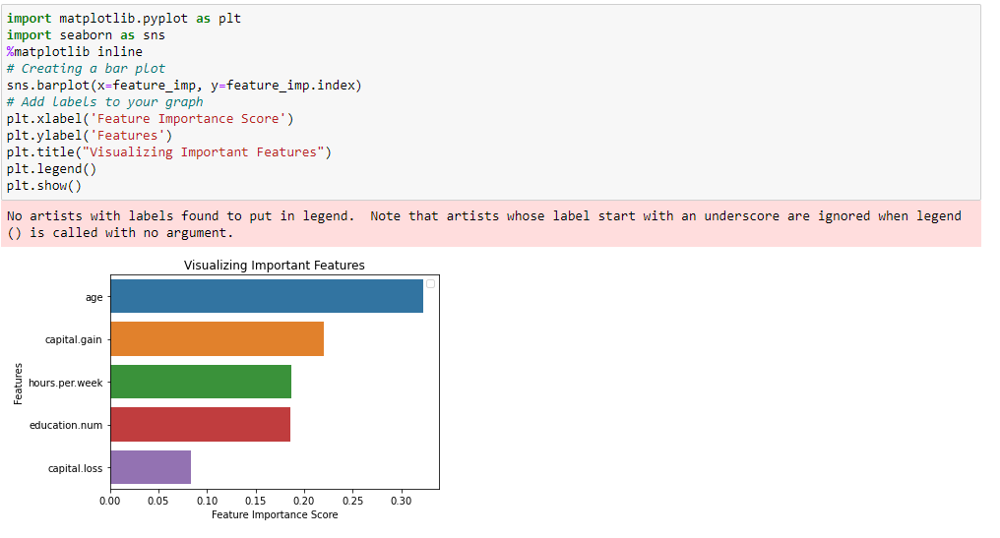 import matplotlib.pyplot as plt
import seaborn as sns
%matplotlib inline
# Creating a bar plot
sns.barplot(x=feature_imp, y=feature_imp.index)
# Add labels to your graph
plt.xlabel('Feature Importance Score')
plt.ylabel('Features')
plt.title("Visualizing Important Features")
plt.legend()
plt.show()
No artists with labels found to put in legend.  Note that artists whose label start with an underscore are ignored when legend
() is called with no argument.
Visualizing Important Features
age
capital.gain
hours.per.week
education.num
capital.loss
Features
0.00 0.05 0.10 0.15 0.20 0.25 0.30
Feature Importance Score